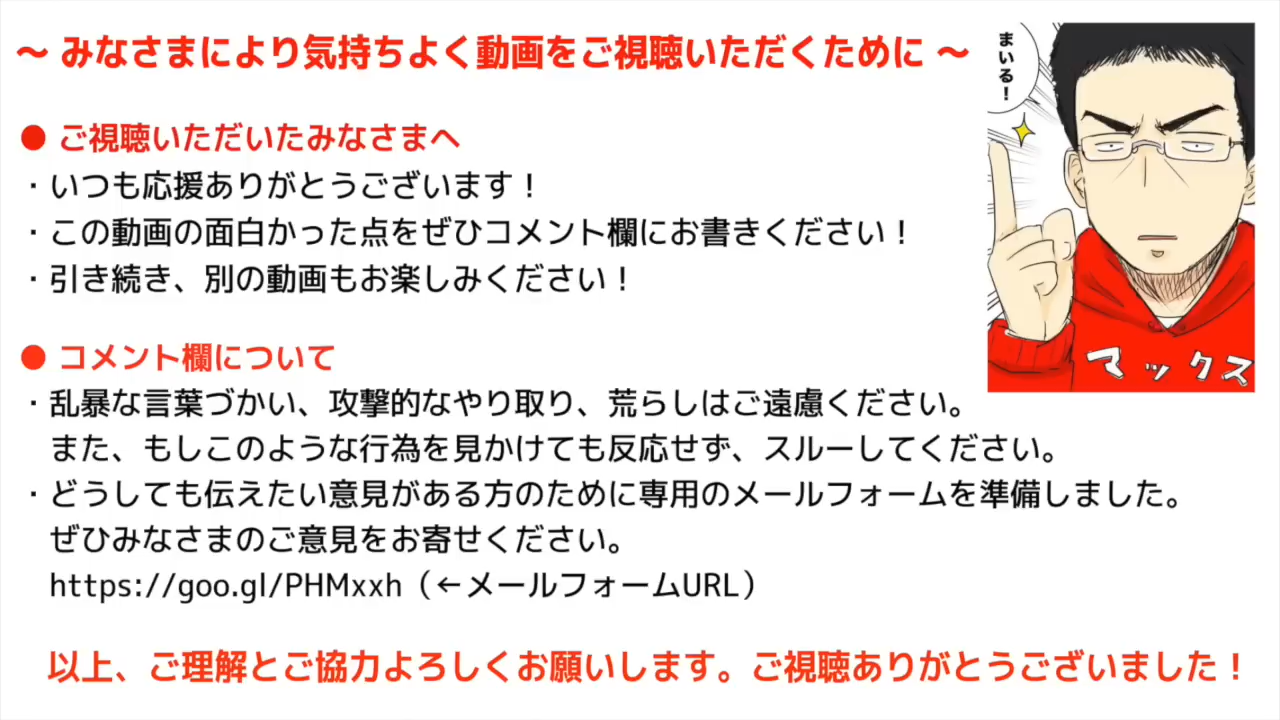 ～ みなさまにより気持ちよく動画をご視聴いただくために ～
まいる！
● ご視聴いただいたみなさまへ
・いつも応援ありがとうございます！
・この動画の面白かった点をぜひコメント欄にお書きください！
・引き続き、別の動画もお楽しみください！
マックス
● コメント欄について
・乱暴な言葉づかい、攻撃的なやり取り、荒らしはご遠慮ください。
また、もしこのような行為を見かけても反応せず、スルーしてください。
・どうしても伝えたい意見がある方のために専用のメールフォームを準備しました。
ぜひみなさまのご意見をお寄せください。
https://goo.gl/PHMxxh（←メールフォームURL）
以上、ご理解とご協力よろしくお願いします。ご視聴ありがとうございました！